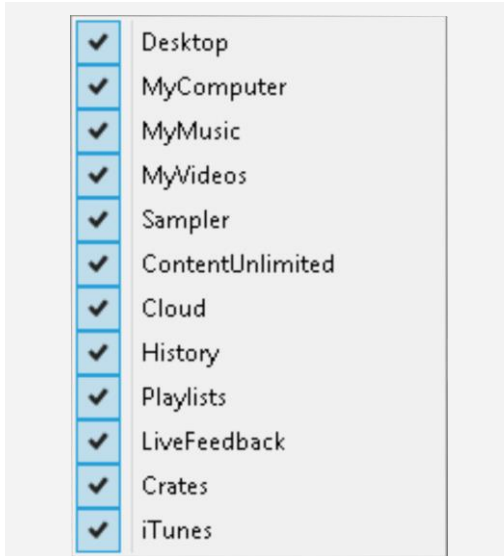 Desktop
MyComputer
MyMusic
MyVideos
Sampler
ContentUnlimited
Cloud
History
Playlists
LiveFeedback
Crates
iTunes